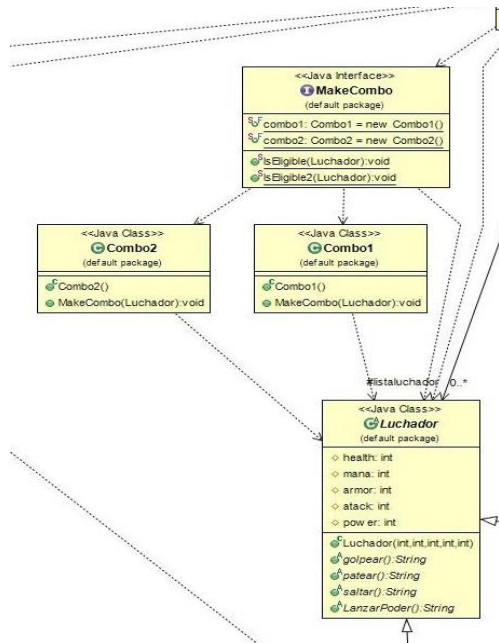 <<Java Interface>>
MakeCombo
(default package)
combo1: Combo1 = new Combo1()
combo2: Combo2 = new Combo2()
IsEligible(Luchador):void
IsEligible2(Luchador):void
<<Java Class>>
Combo2
(default package)
Combo2()
MakeCombo(Luchador):void
<<Java Class>>
Combo1
(default package)
Combo1()
MakeCombo(Luchador):void
#listaluchador 0..*
<<Java Class>>
Luchador
(default package)
health: int
mana: int
armor: int
atack: int
power: int
Luchador(int,int,int,int,int)
golpear():String
patear():String
saltar():String
LanzarPoder():String